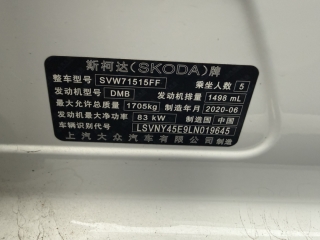 斯柯达(SKODA)牌
整车型号 SVW71515FF 乘坐人数 5
发动机型号 DMB 发动机排量 1498 mL
最大允许总质量 1705kg 制造年月 2020-06
发动机最大净功率 83 kW 制造国 中国
车辆识别代号 LSVNY45E9LN019645
上汽大众汽车有限公司 制造